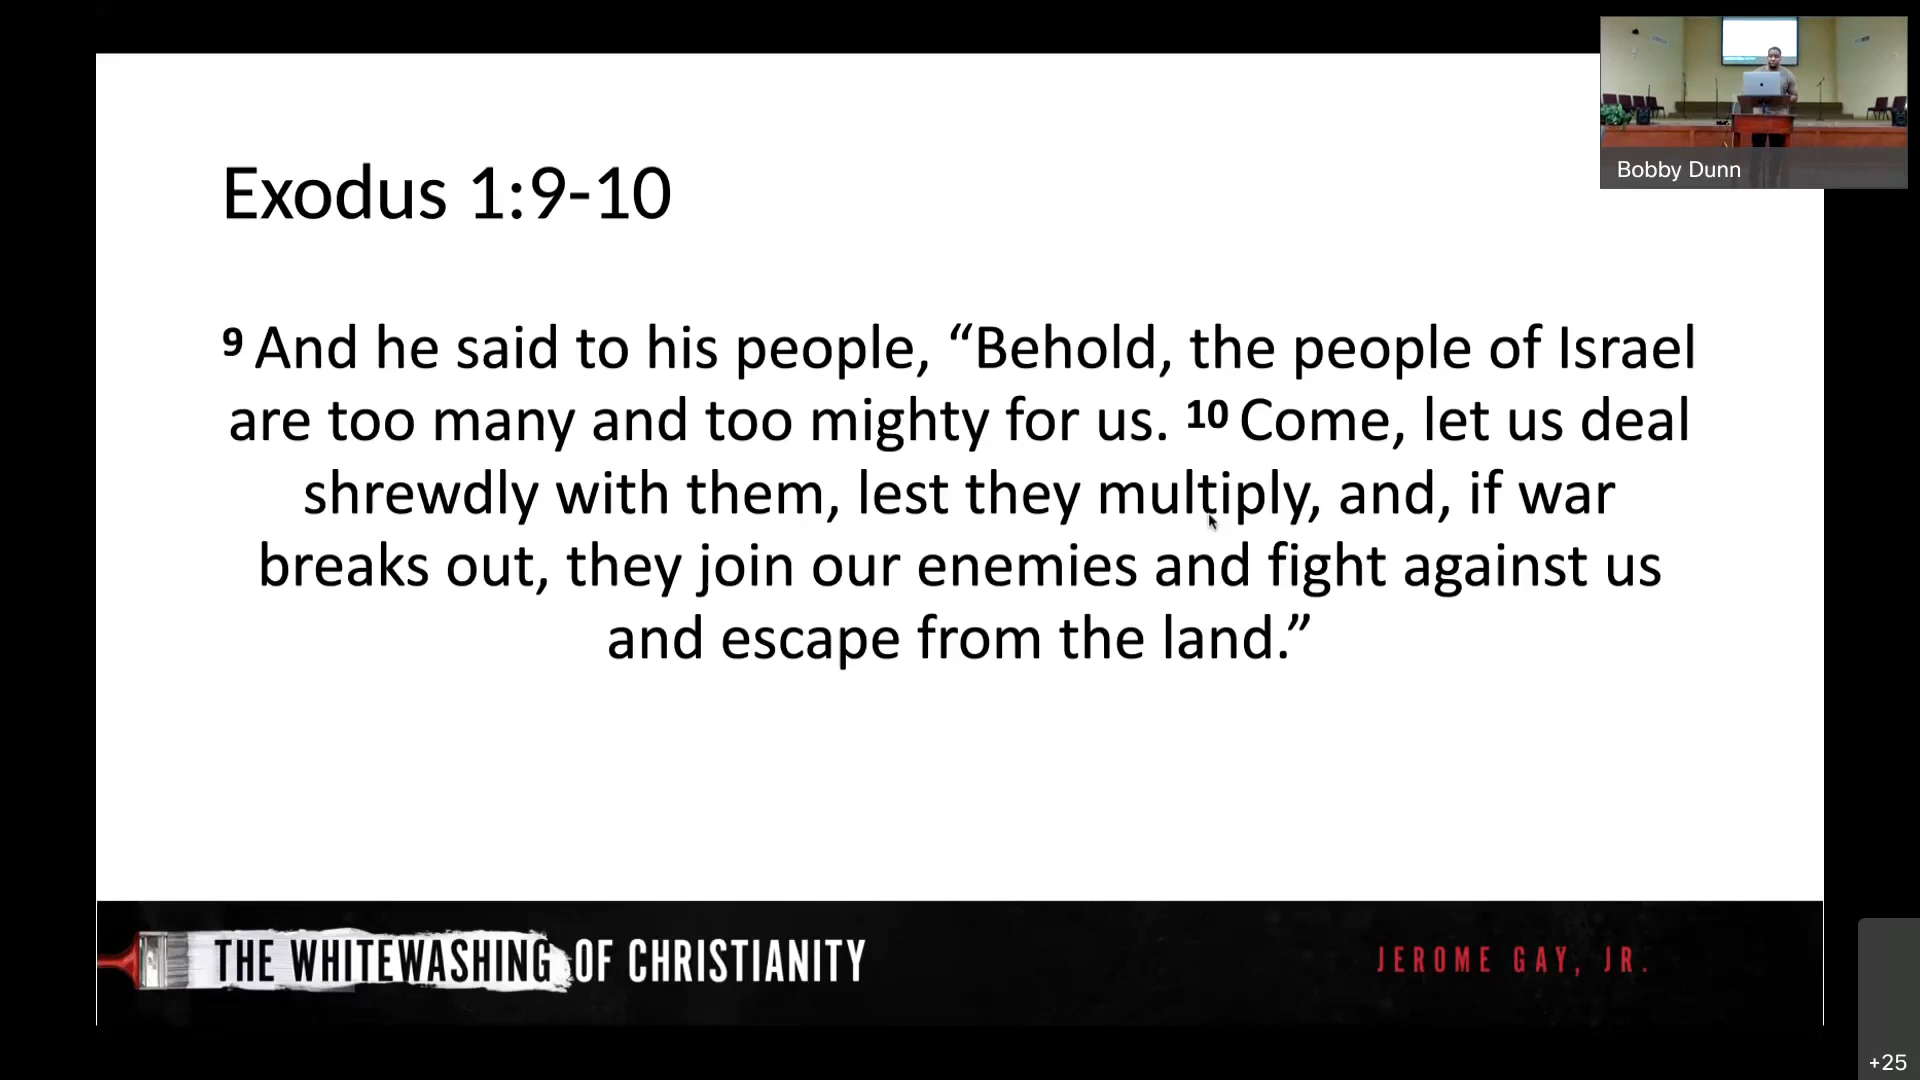 Bobby Dunn
Exodus 1:9-10
9 And he said to his people, “Behold, the people of Israel
are too many and too mighty for us. 10 Come, let us deal
shrewdly with them, lest they multiply, and, if war
breaks out, they join our enemies and fight against us
and escape from the land.”
THE WHITEWASHING OF CHRISTIANITY
JEROME GAY, JR.
+25